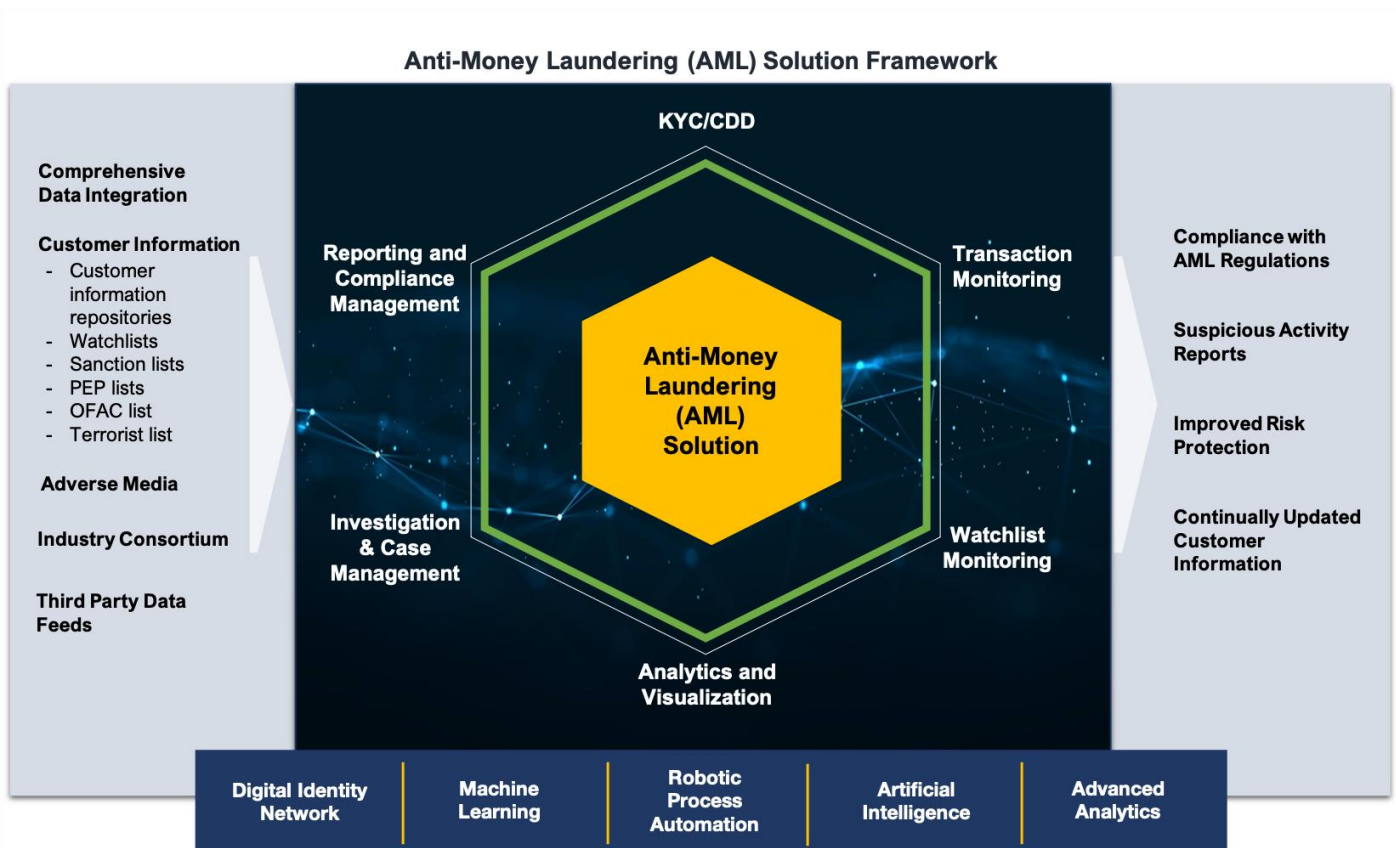 Anti-Money Laundering (AML) Solution Framework
Comprehensive
Data Integration
Customer Information
- Customer
information
repositories
- Watchlists
- Sanction lists
- PEP lists
- OFAC list
- Terrorist list
Adverse Media
Industry Consortium
Third Party Data
Feeds
KYC/CDD
Reporting and
Compliance
Management
Transaction
Monitoring
Anti-Money
Laundering
(AML)
Solution
Investigation
& Case
Management
Watchlist
Monitoring
Analytics and
Visualization
Compliance with
AML Regulations
Suspicious Activity
Reports
Improved Risk
Protection
Continually Updated
Customer
Information
Digital Identity
Network
Machine
Learning
Robotic
Process
Automation
Artificial
Intelligence
Advanced
Analytics